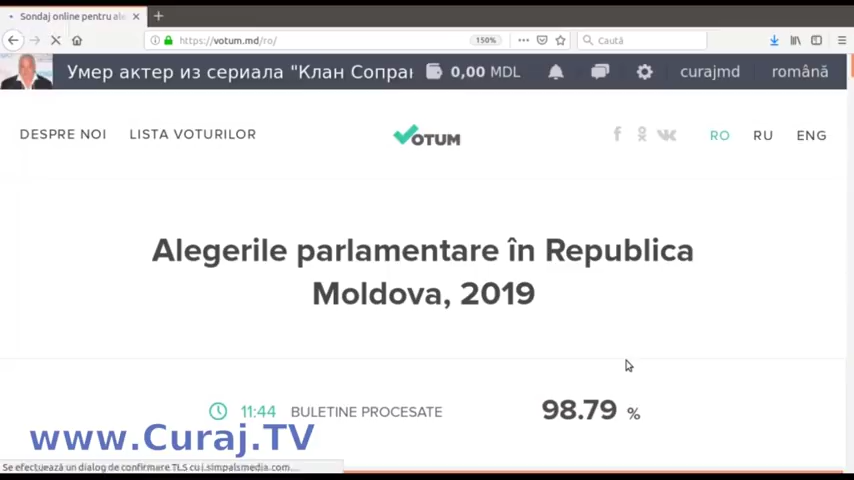 Sondaj online pentru ale
https://votum.md/ro/
150%
Caută
Умер актер из сериала "Клан Сопран
0,00 MDL
curajmd
română
DESPRE NOI
LISTA VOTURILOR
VOTUM
RO
RU
ENG
Alegerile parlamentare în Republica
Moldova, 2019
11:44 BULETINE PROCESATE
98.79 %
www.Curaj.TV
Se efectuează un dialog de confirmare TLS cu i.simpalsmedia.com...